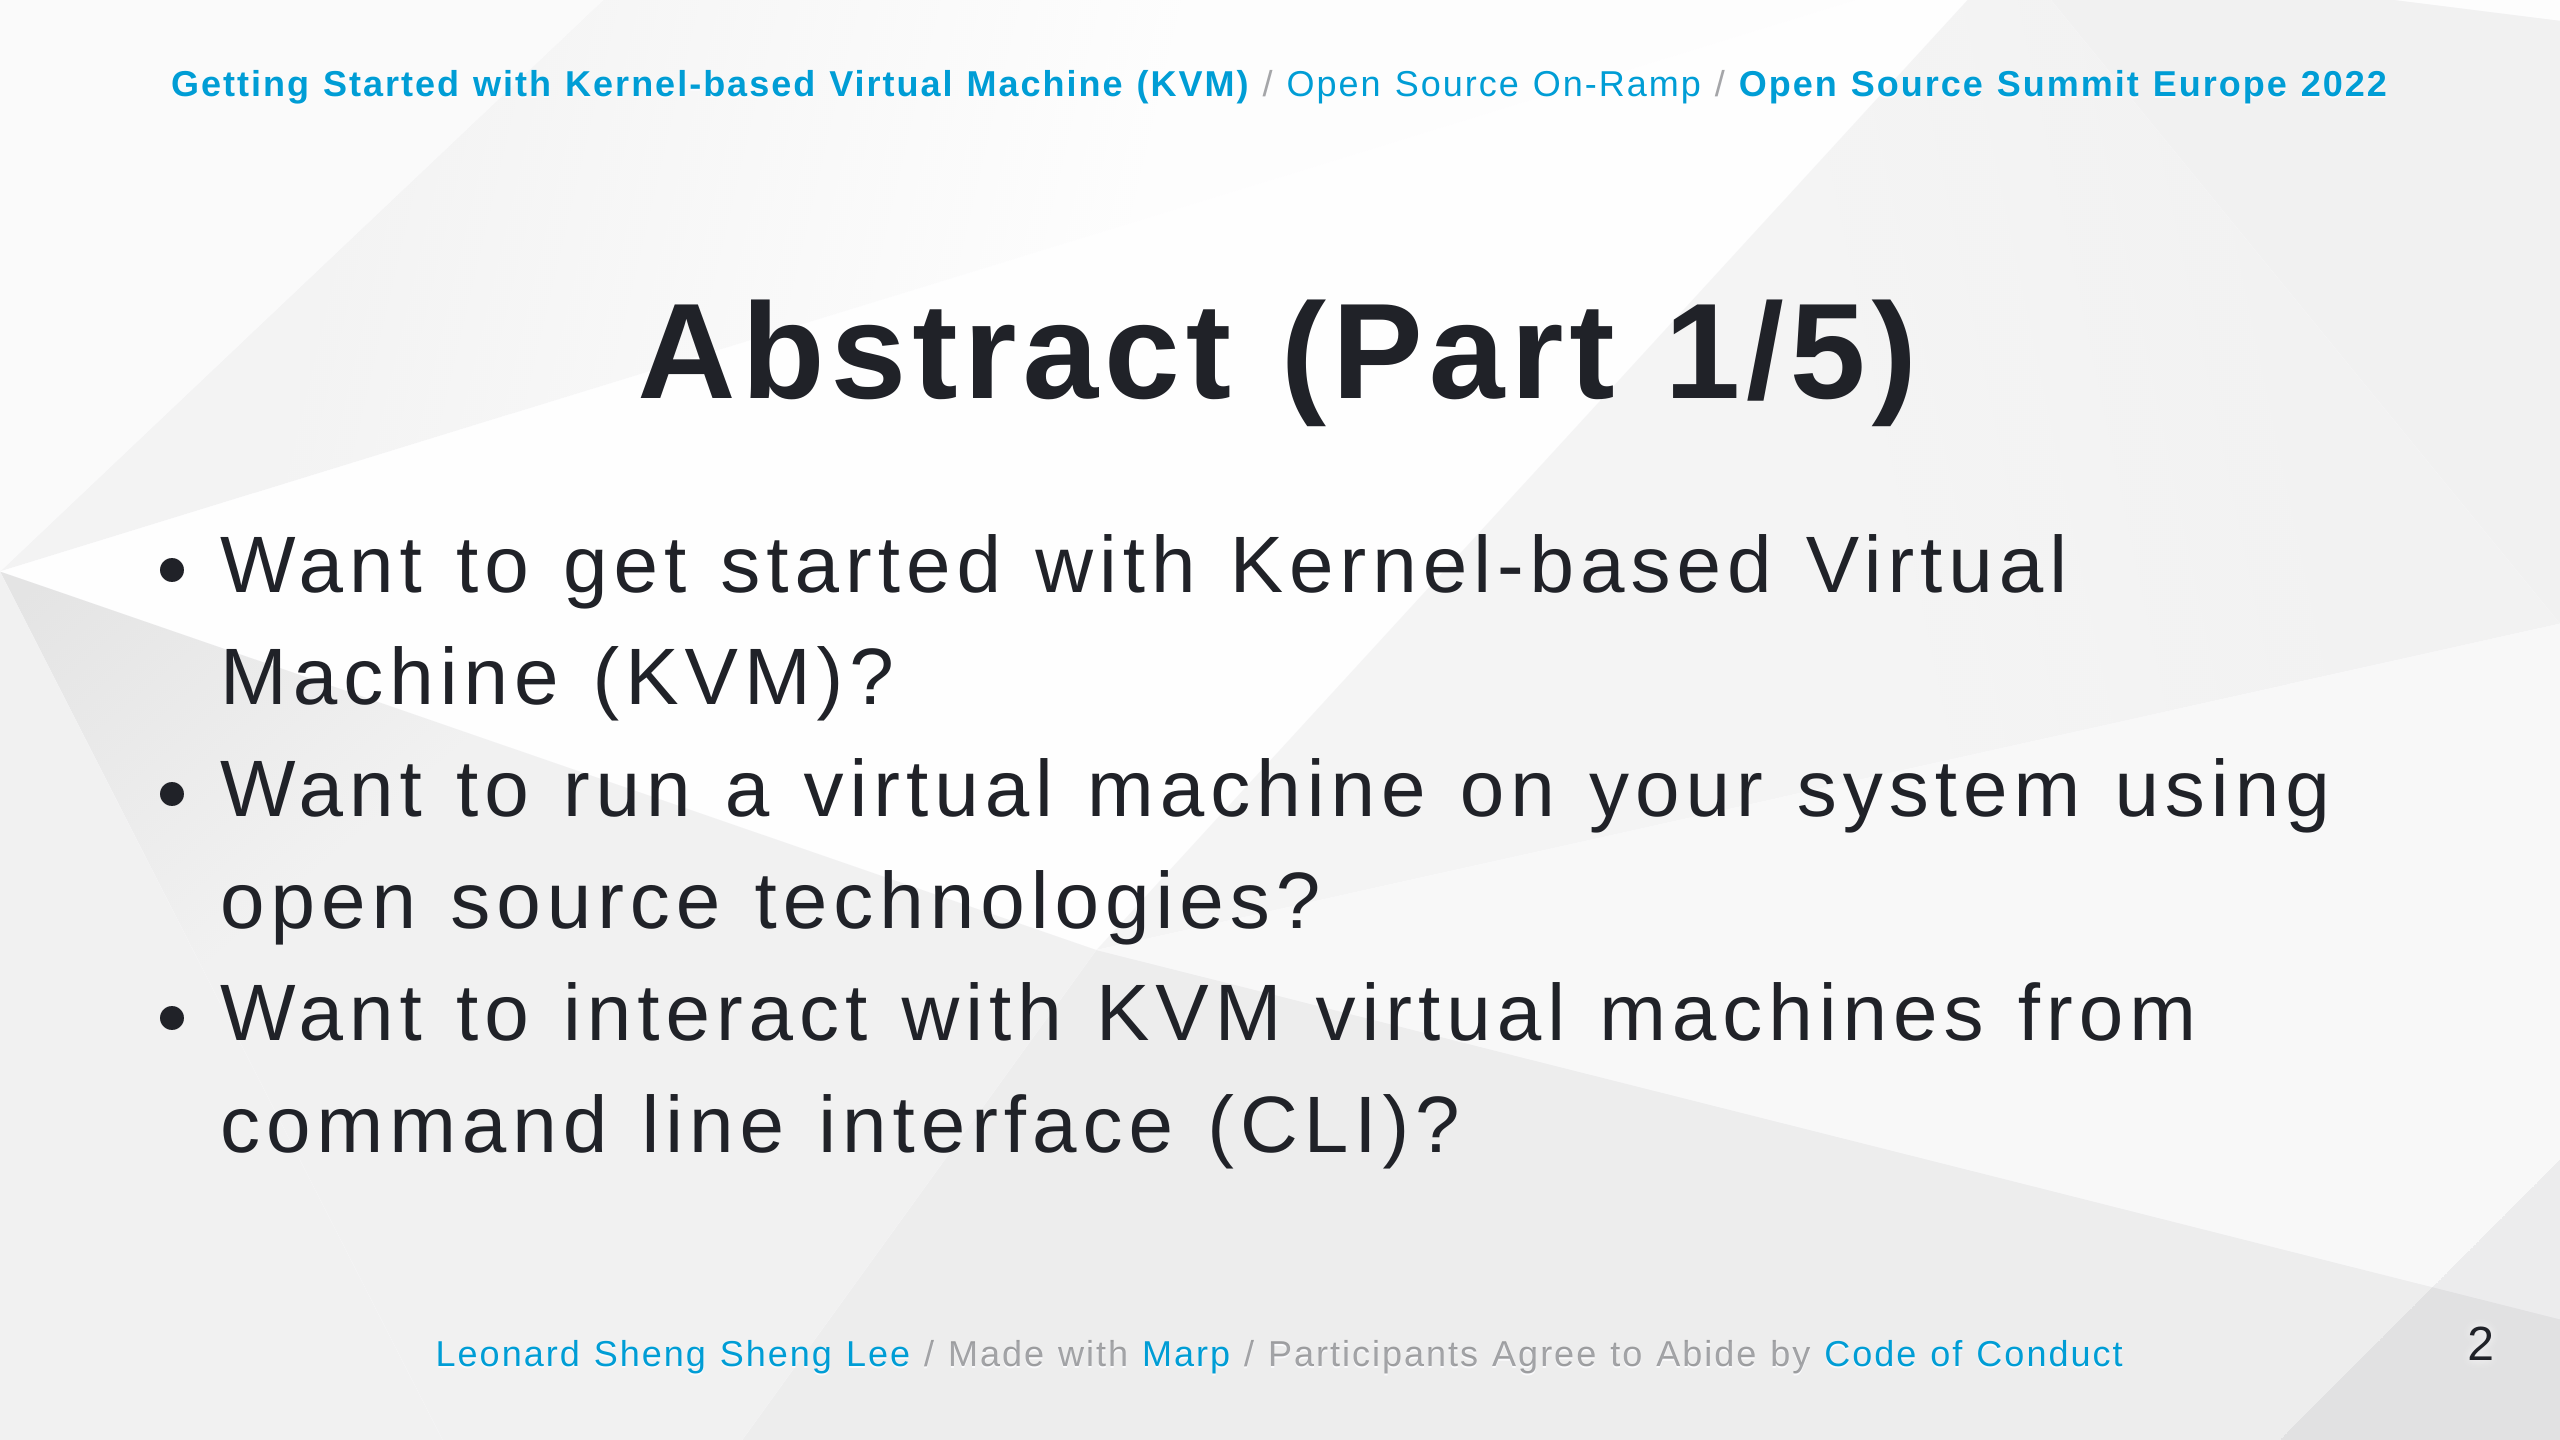 Getting Started with Kernel-based Virtual Machine (KVM) / Open Source On-Ramp / Open Source Summit Europe 2022
Abstract (Part 1/5)
• Want to get started with Kernel-based Virtual
Machine (KVM)?
• Want to run a virtual machine on your system using
open source technologies?
• Want to interact with KVM virtual machines from
command line interface (CLI)?
Leonard Sheng Sheng Lee / Made with Marp / Participants Agree to Abide by Code of Conduct
2